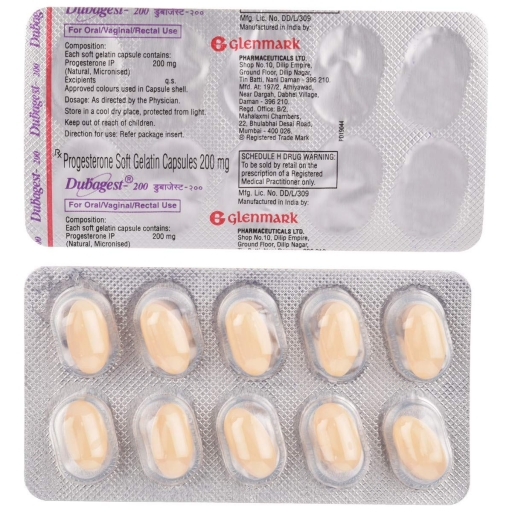 Dubagest- 200 डुबाजेस्ट-२००
For Oral/Vaginal/Rectal Use
Composition:
Each soft gelatin capsule contains:
Progesterone IP 200 mg
(Natural, Micronised)
Excipients q.s.
Approved colours used in Capsule shell.
Dosage: As directed by the Physician.
Store in a cool dry place, protected from light.
Keep out of reach of children.
Direction for use: Refer package insert.
Mfg. Lic. No. DD/L/309
Manufactured in India by:
Glenmark
PHARMACEUTICALS LTD.
Shop No.10, Dilip Empire,
Ground Floor, Dilip Nagar,
Tin Batti, Nani Daman - 396 210.
Mfd. At: 197/2, Athiyawad,
Near Dargah, Dabhel Village,
Daman - 396 210.
Regd. Office: B/2,
Mahalaxmi Chambers,
22, Bhulabhai Desai Road,
Mumbai - 400 026.
® Registered Trade Mark
Rx Progesterone Soft Gelatin Capsules 200 mg
Dubagest® 200 डुबाजेस्ट-२००
For Oral/Vaginal/Rectal Use
Composition:
Each soft gelatin capsule contains:
Progesterone IP 200 mg
(Natural, Micronised)
SCHEDULE H DRUG WARNING:
To be sold by retail on the
prescription of a Registered
Medical Practitioner only.
Mfg. Lic. No. DD/L/309
Manufactured in India by:
Glenmark
PHARMACEUTICALS LTD.
Shop No.10, Dilip Empire,
Ground Floor, Dilip Nagar,
Tin Batti, Nani Daman - 396 210.
Dubagest- 200